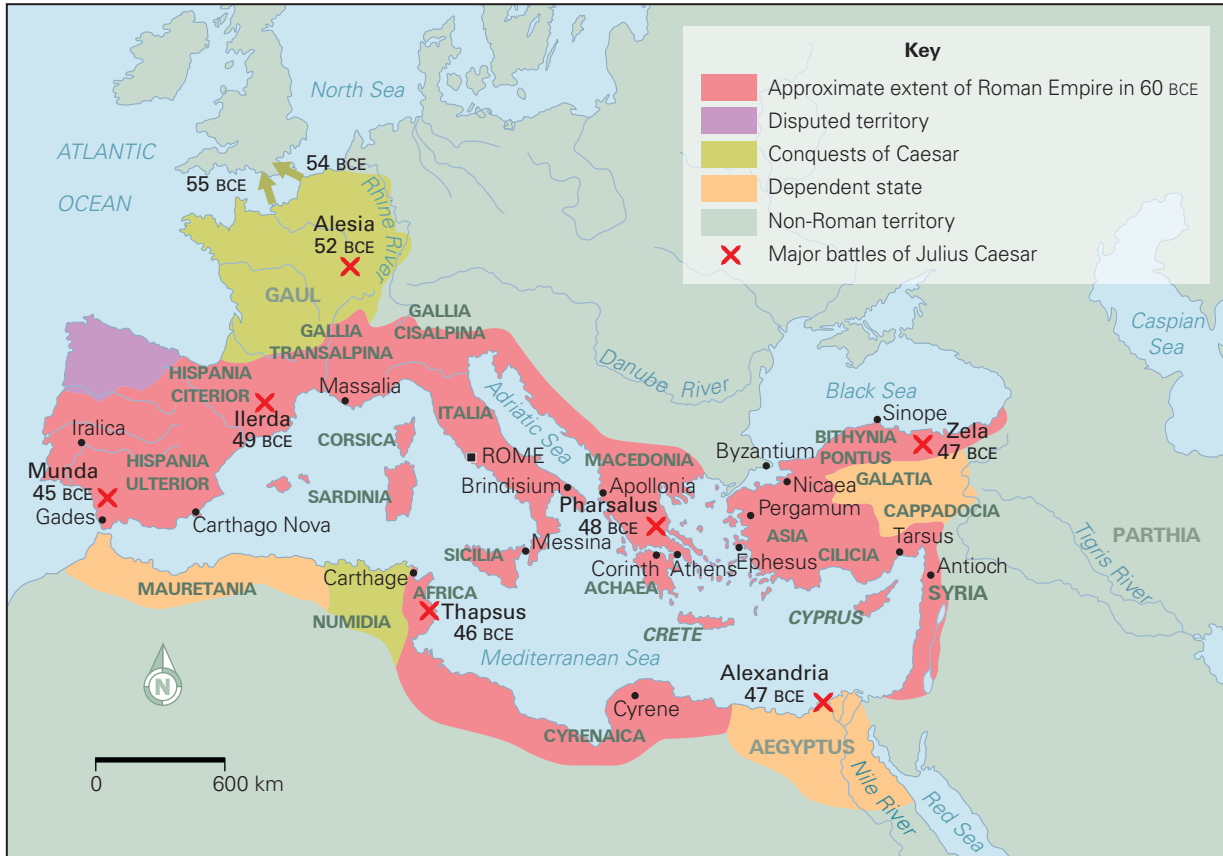 Key
Approximate extent of Roman Empire in 60 BCE
Disputed territory
Conquests of Caesar
Dependent state
Non-Roman territory
Major battles of Julius Caesar
North Sea
ATLANTIC
OCEAN
54 BCE
55 BCE
Rhine River
Alesia
52 BCE
GAUL
GALLIA
CISALPINA
GALLIA
TRANSALPINA
Caspian
Sea
Danube River
Black Sea
HISPANIA
CITERIOR
Massalia
Ilerda
49 BCE
ITALIA
Adriatic Sea
Sinope
Zela
47 BCE
BITHYNIA
PONTUS
Byzantium
Iralica
CORSICA
ROME
MACEDONIA
Nicaea
GALATIA
Munda
45 BCE
HISPANIA
ULTERIOR
Brindisium
Apollonia
Pergamum
CAPPADOCIA
SARDINIA
Pharsalus
48 BCE
Gades
Carthago Nova
ASIA
Tarsus
PARTHIA
Tigris River
Messina
SICILIA
Corinth
Athens
Ephesus
CILICIA
Antioch
ACHAEA
SYRIA
MAURETANIA
Carthage
AFRICA
NUMIDIA
Thapsus
46 BCE
CRETE
CYPRUS
Mediterranean Sea
Alexandria
47 BCE
N
Cyrene
CYRENAICA
AEGYPTUS
Nile River
Red Sea
0
600 km